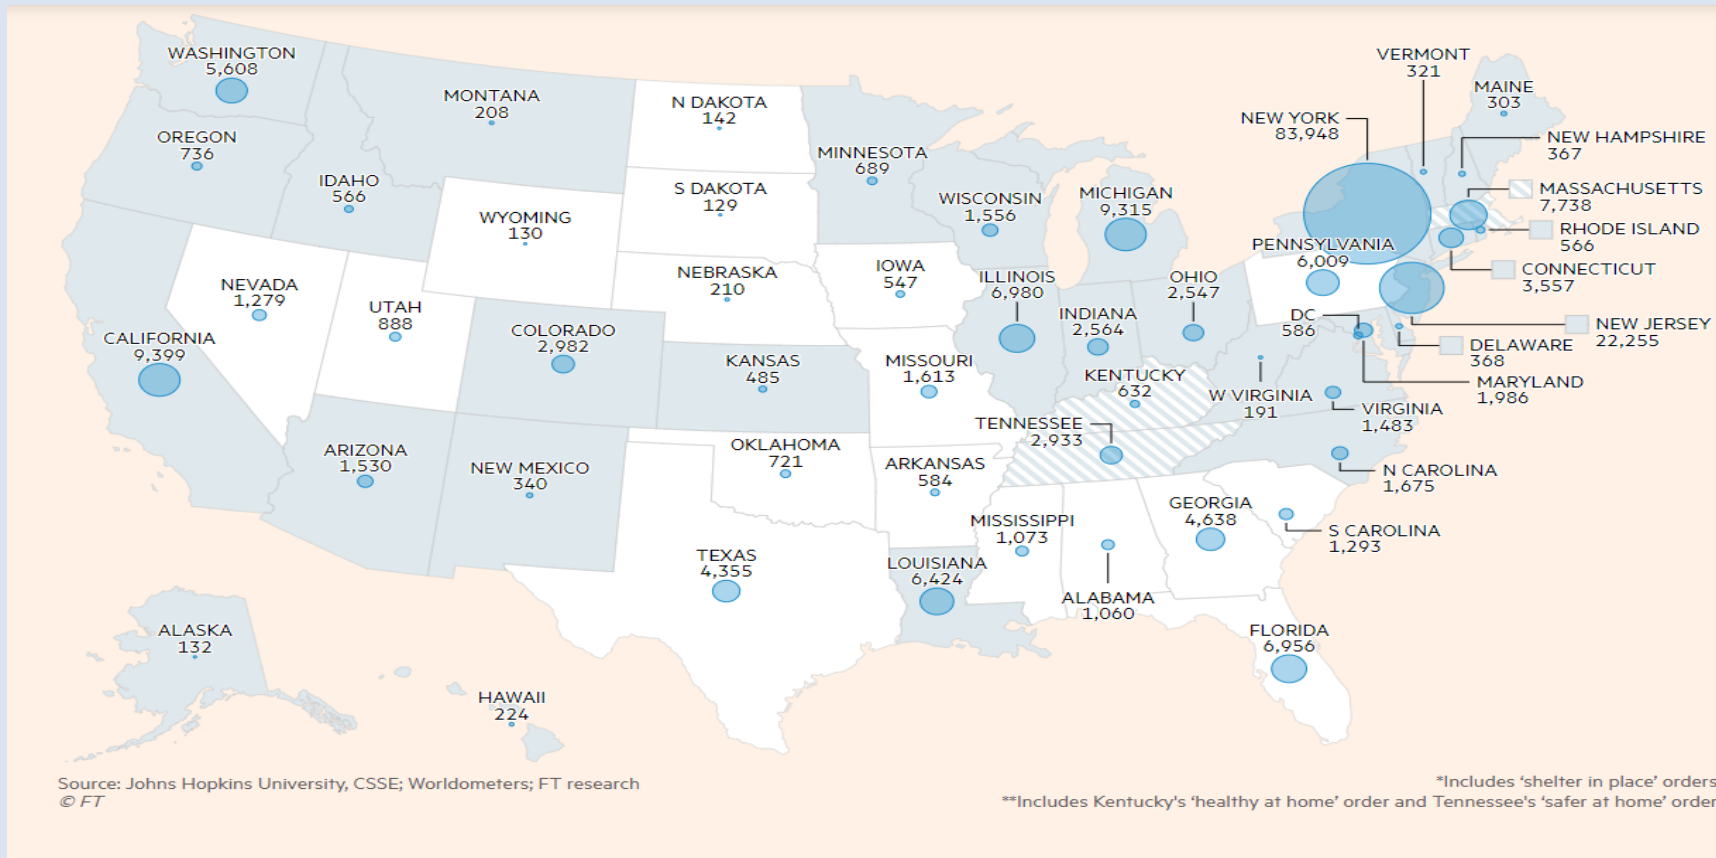 WASHINGTON
5,608
OREGON
736
CALIFORNIA
9,399
IDAHO
566
NEVADA
1,279
MONTANA
208
WYOMING
130
UTAH
888
ARIZONA
1,530
COLORADO
2,982
NEW MEXICO
340
N DAKOTA
142
S DAKOTA
129
NEBRASKA
210
KANSAS
485
OKLAHOMA
721
TEXAS
4,355
MINNESOTA
689
IOWA
547
MISSOURI
1,613
ARKANSAS
584
LOUISIANA
6,424
WISCONSIN
1,556
ILLINOIS
6,980
MICHIGAN
9,315
INDIANA
2,564
OHIO
2,547
KENTUCKY
632
TENNESSEE
2,933
MISSISSIPPI
1,073
ALABAMA
1,060
GEORGIA
4,638
FLORIDA
6,956
S CAROLINA
1,293
N CAROLINA
1,675
VIRGINIA
1,483
W VIRGINIA
191
MARYLAND
1,986
DC
586
DELAWARE
368
PENNSYLVANIA
6,009
NEW JERSEY
22,255
NEW YORK
83,948
CONNECTICUT
3,557
RHODE ISLAND
566
MASSACHUSETTS
7,738
NEW HAMPSHIRE
367
VERMONT
321
MAINE
303
ALASKA
132
HAWAII
224
Source: Johns Hopkins University, CSSE; Worldometers; FT research
© FT
*Includes ‘shelter in place’ orders
**Includes Kentucky's ‘healthy at home’ order and Tennessee's ‘safer at home’ order